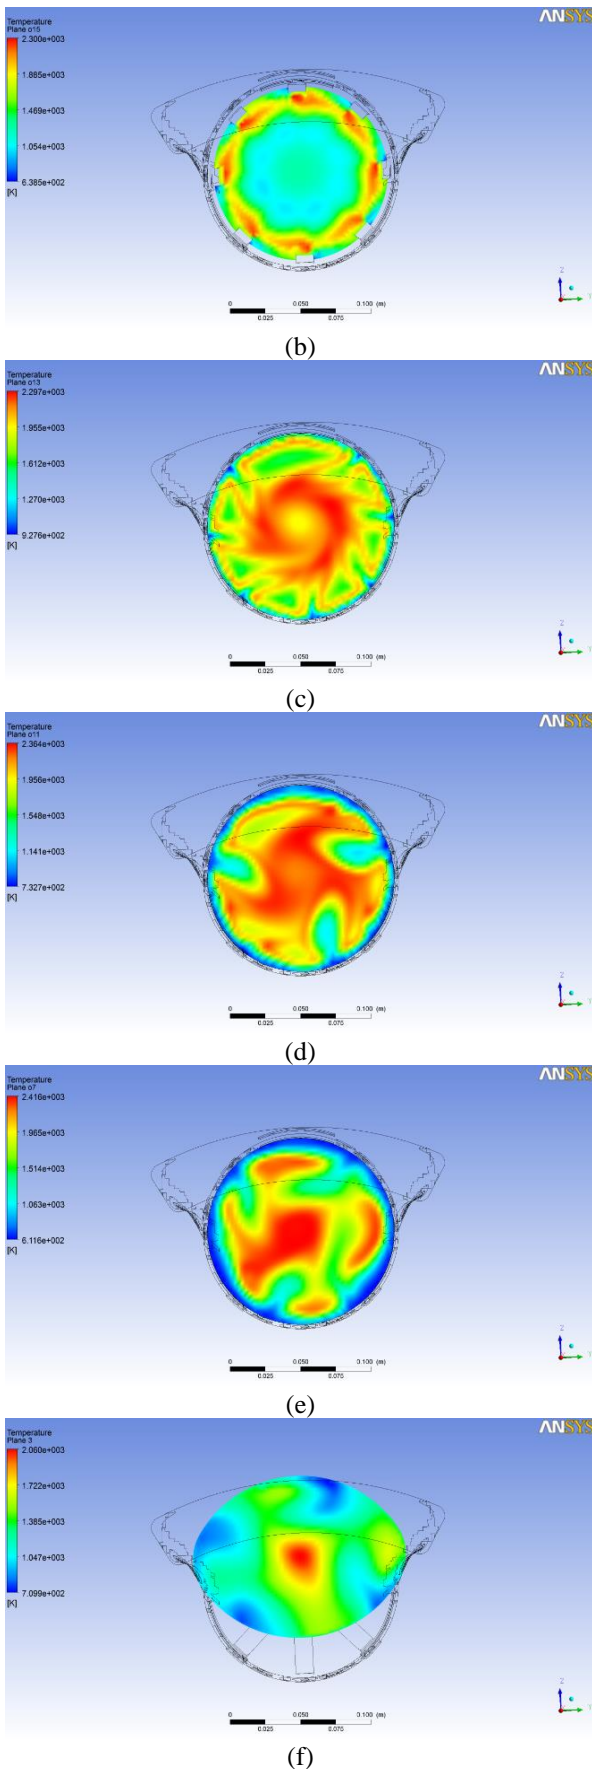 ANSYS
Temperature
Plane o15
2.300e+003
1.885e+003
1.469e+003
1.054e+003
6.385e+002
[K]
Z
Y
0 0.050 0.100 (m)
0.025 0.075
(b)
ANSYS
Temperature
Plane o13
2.297e+003
1.955e+003
1.612e+003
1.270e+003
9.276e+002
[K]
Z
Y
0 0.050 0.100 (m)
0.025 0.075
(c)
ANSYS
Temperature
Plane o11
2.364e+003
1.956e+003
1.548e+003
1.141e+003
7.327e+002
[K]
Z
Y
0 0.050 0.100 (m)
0.025 0.075
(d)
ANSYS
Temperature
Plane o7
2.416e+003
1.965e+003
1.514e+003
1.063e+003
6.116e+002
[K]
Z
Y
0 0.050 0.100 (m)
0.025 0.075
(e)
ANSYS
Temperature
Plane 3
2.060e+003
1.722e+003
1.385e+003
1.047e+003
7.099e+002
[K]
Z
Y
0 0.050 0.100 (m)
0.025 0.075
(f)